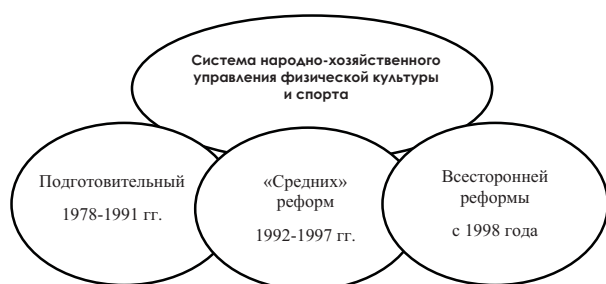 Система народно-хозяйственного
управления физической культуры
и спорта
Подготовительный
1978-1991 гг.
«Средних»
реформ
1992-1997 гг.
Всесторонней
реформы
с 1998 года